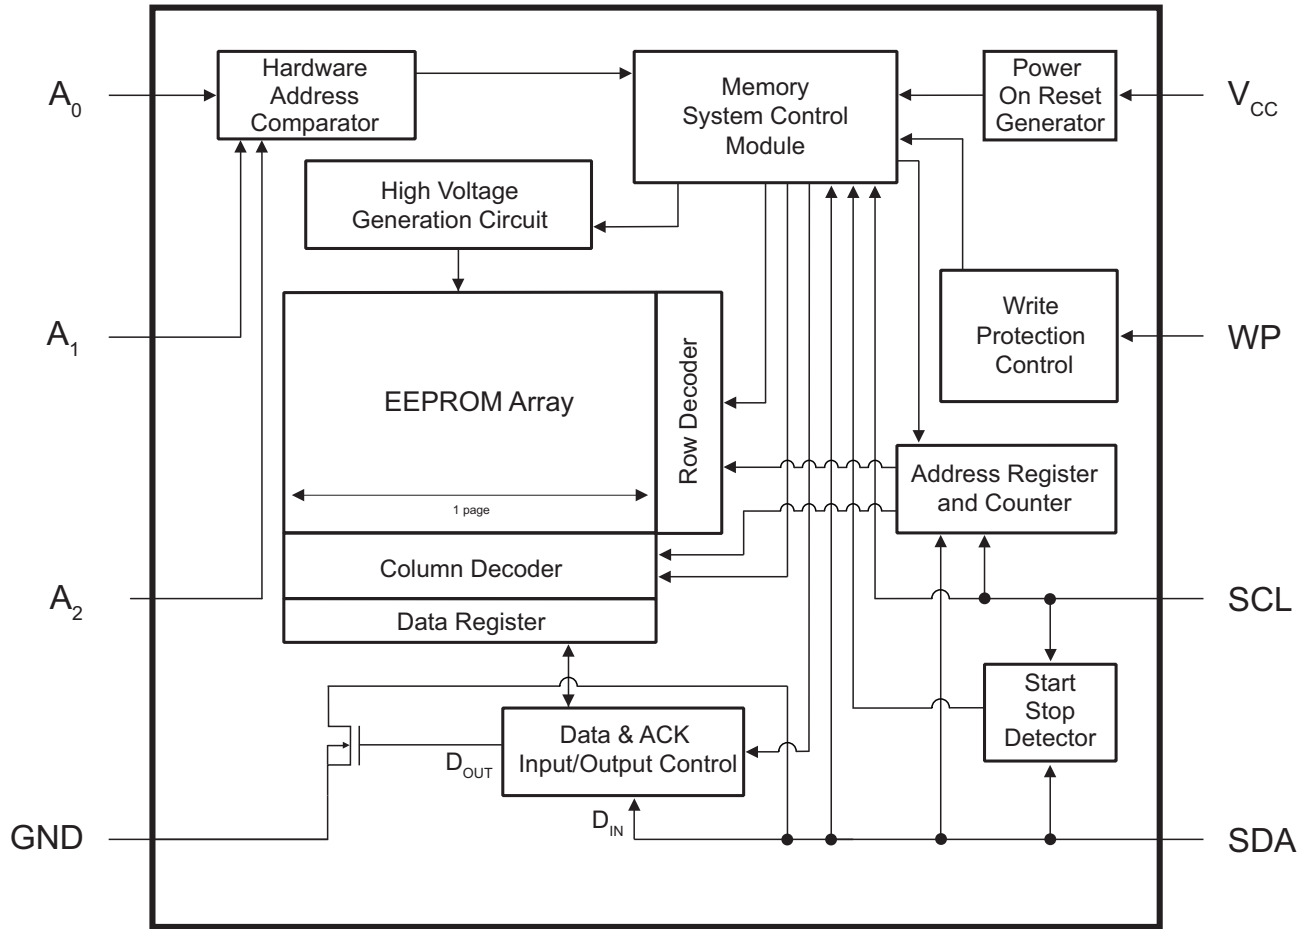 A0
Hardware
Address
Comparator
Memory
System Control
Module
Power
On Reset
Generator
VCC
High Voltage
Generation Circuit
A1
EEPROM Array
Row Decoder
1 page
Write
Protection
Control
WP
Address Register
and Counter
Column Decoder
Data Register
A2
SCL
Start
Stop
Detector
Data & ACK
Input/Output Control
DOUT
DIN
GND
SDA